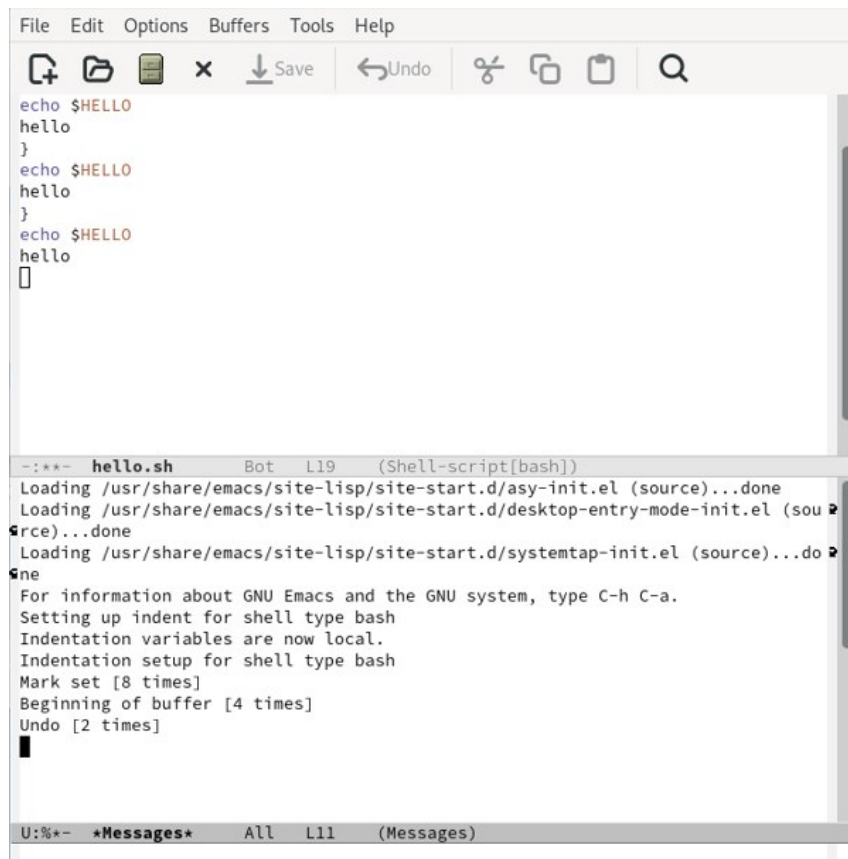 File Edit Options Buffers Tools Help
Save Undo
echo $HELLO
hello
}
echo $HELLO
hello
}
echo $HELLO
hello
-:**- hello.sh Bot L19 (Shell-script[bash])
Loading /usr/share/emacs/site-lisp/site-start.d/asy-init.el (source)...done
Loading /usr/share/emacs/site-lisp/site-start.d/desktop-entry-mode-init.el (sou
rce)...done
Loading /usr/share/emacs/site-lisp/site-start.d/systemtap-init.el (source)...do
ne
For information about GNU Emacs and the GNU system, type C-h C-a.
Setting up indent for shell type bash
Indentation variables are now local.
Indentation setup for shell type bash
Mark set [8 times]
Beginning of buffer [4 times]
Undo [2 times]
U:%*- *Messages* All L11 (Messages)